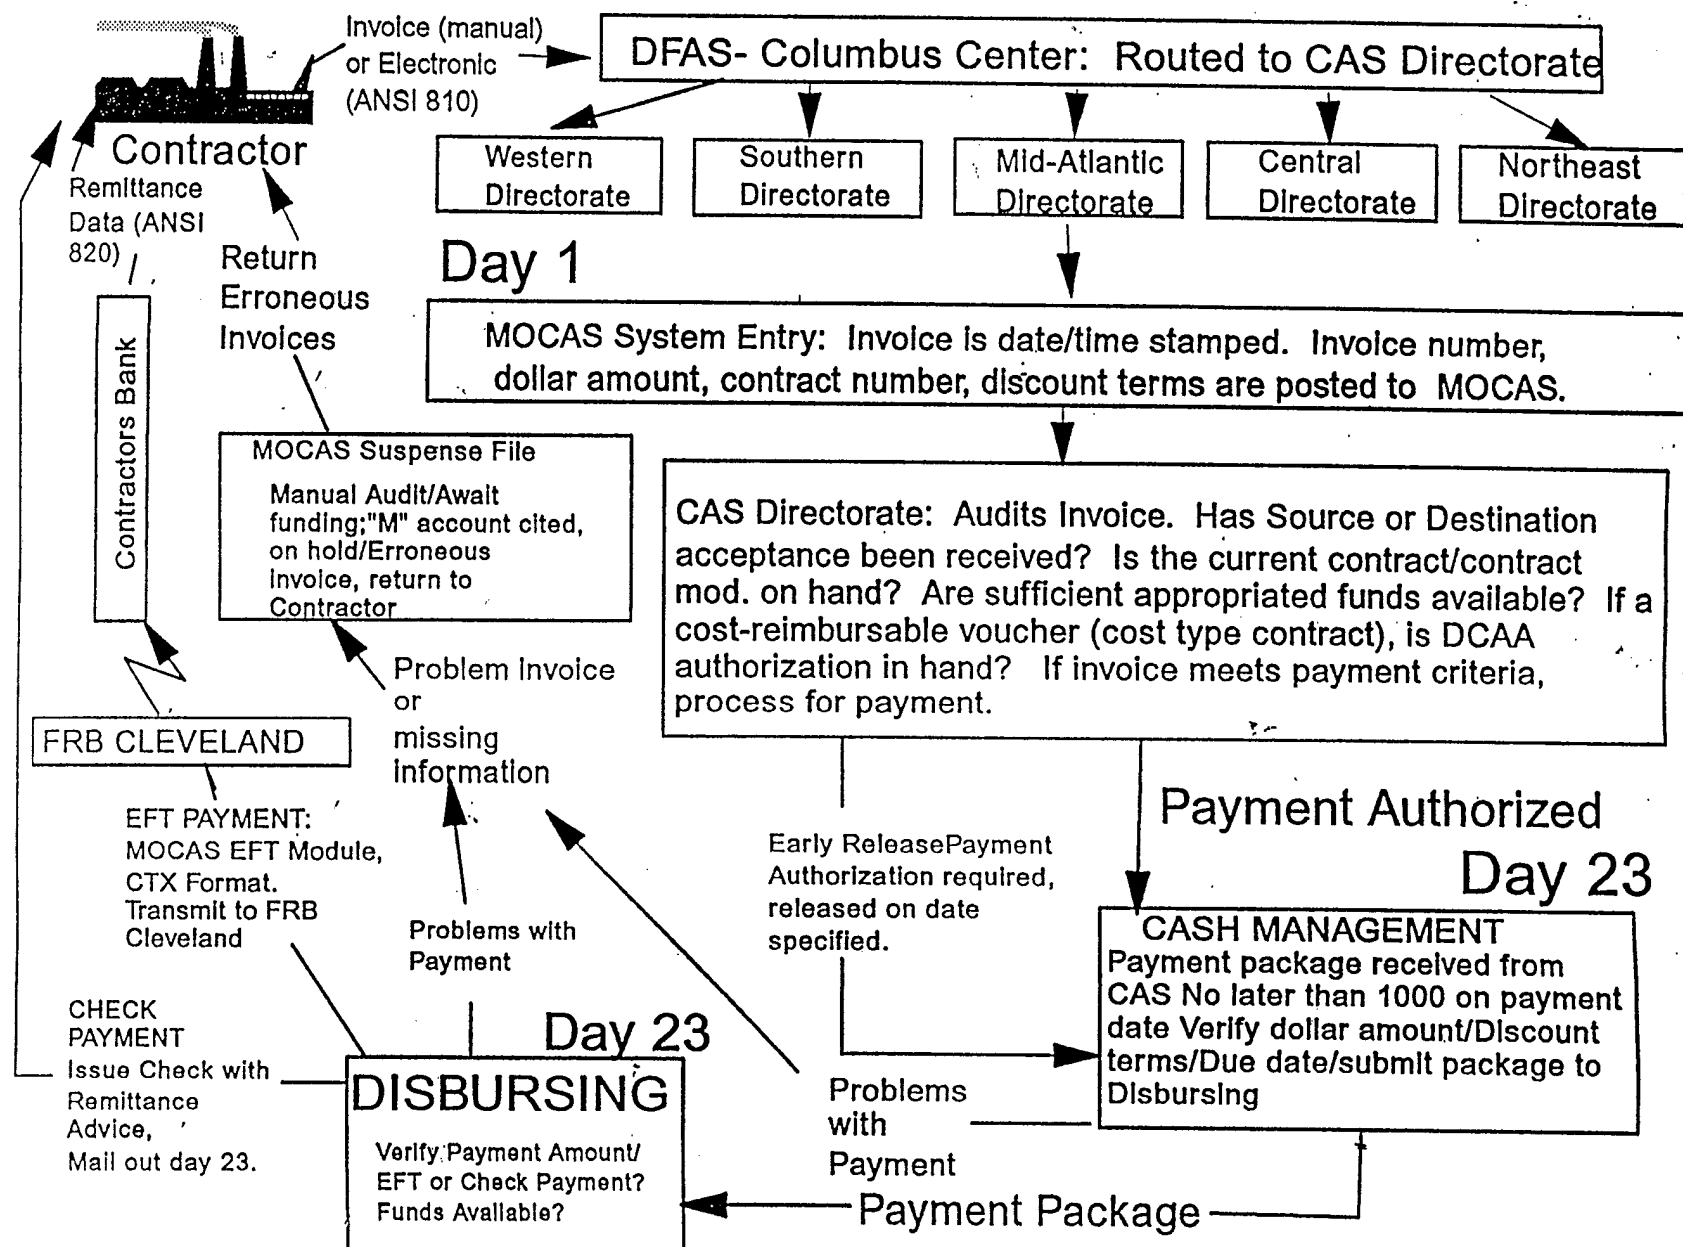 Invoice (manual)
or Electronic
(ANSI 810)
DFAS- Columbus Center: Routed to CAS Directorate
Contractor
Western
Directorate
Southern
Directorate
Mid-Atlantic
Directorate
Central
Directorate
Northeast
Directorate
Remittance
Data (ANSI
820)
Return
Erroneous
Invoices
Day 1
MOCAS System Entry: Invoice is date/time stamped. Invoice number,
dollar amount, contract number, discount terms are posted to MOCAS.
Contractors Bank
MOCAS Suspense File
Manual Audit/Await
funding;"M" account cited,
on hold/Erroneous
Invoice, return to
Contractor
CAS Directorate: Audits Invoice. Has Source or Destination
acceptance been received? Is the current contract/contract
mod. on hand? Are sufficient appropriated funds available? If a
cost-reimbursable voucher (cost type contract), is DCAA
authorization in hand? If invoice meets payment criteria,
process for payment.
Problem Invoice
or
missing
information
FRB CLEVELAND
EFT PAYMENT:
MOCAS EFT Module,
CTX Format.
Transmit to FRB
Cleveland
Problems with
Payment
Early ReleasePayment
Authorization required,
released on date
specified.
Payment Authorized
Day 23
CASH MANAGEMENT
Payment package received from
CAS No later than 1000 on payment
date Verify dollar amount/Discount
terms/Due date/submit package to
Disbursing
CHECK
PAYMENT
Issue Check with
Remittance
Advice,
Mail out day 23.
Day 23
DISBURSING
Verify Payment Amount/
EFT or Check Payment?
Funds Available?
Problems
with
Payment
Payment Package